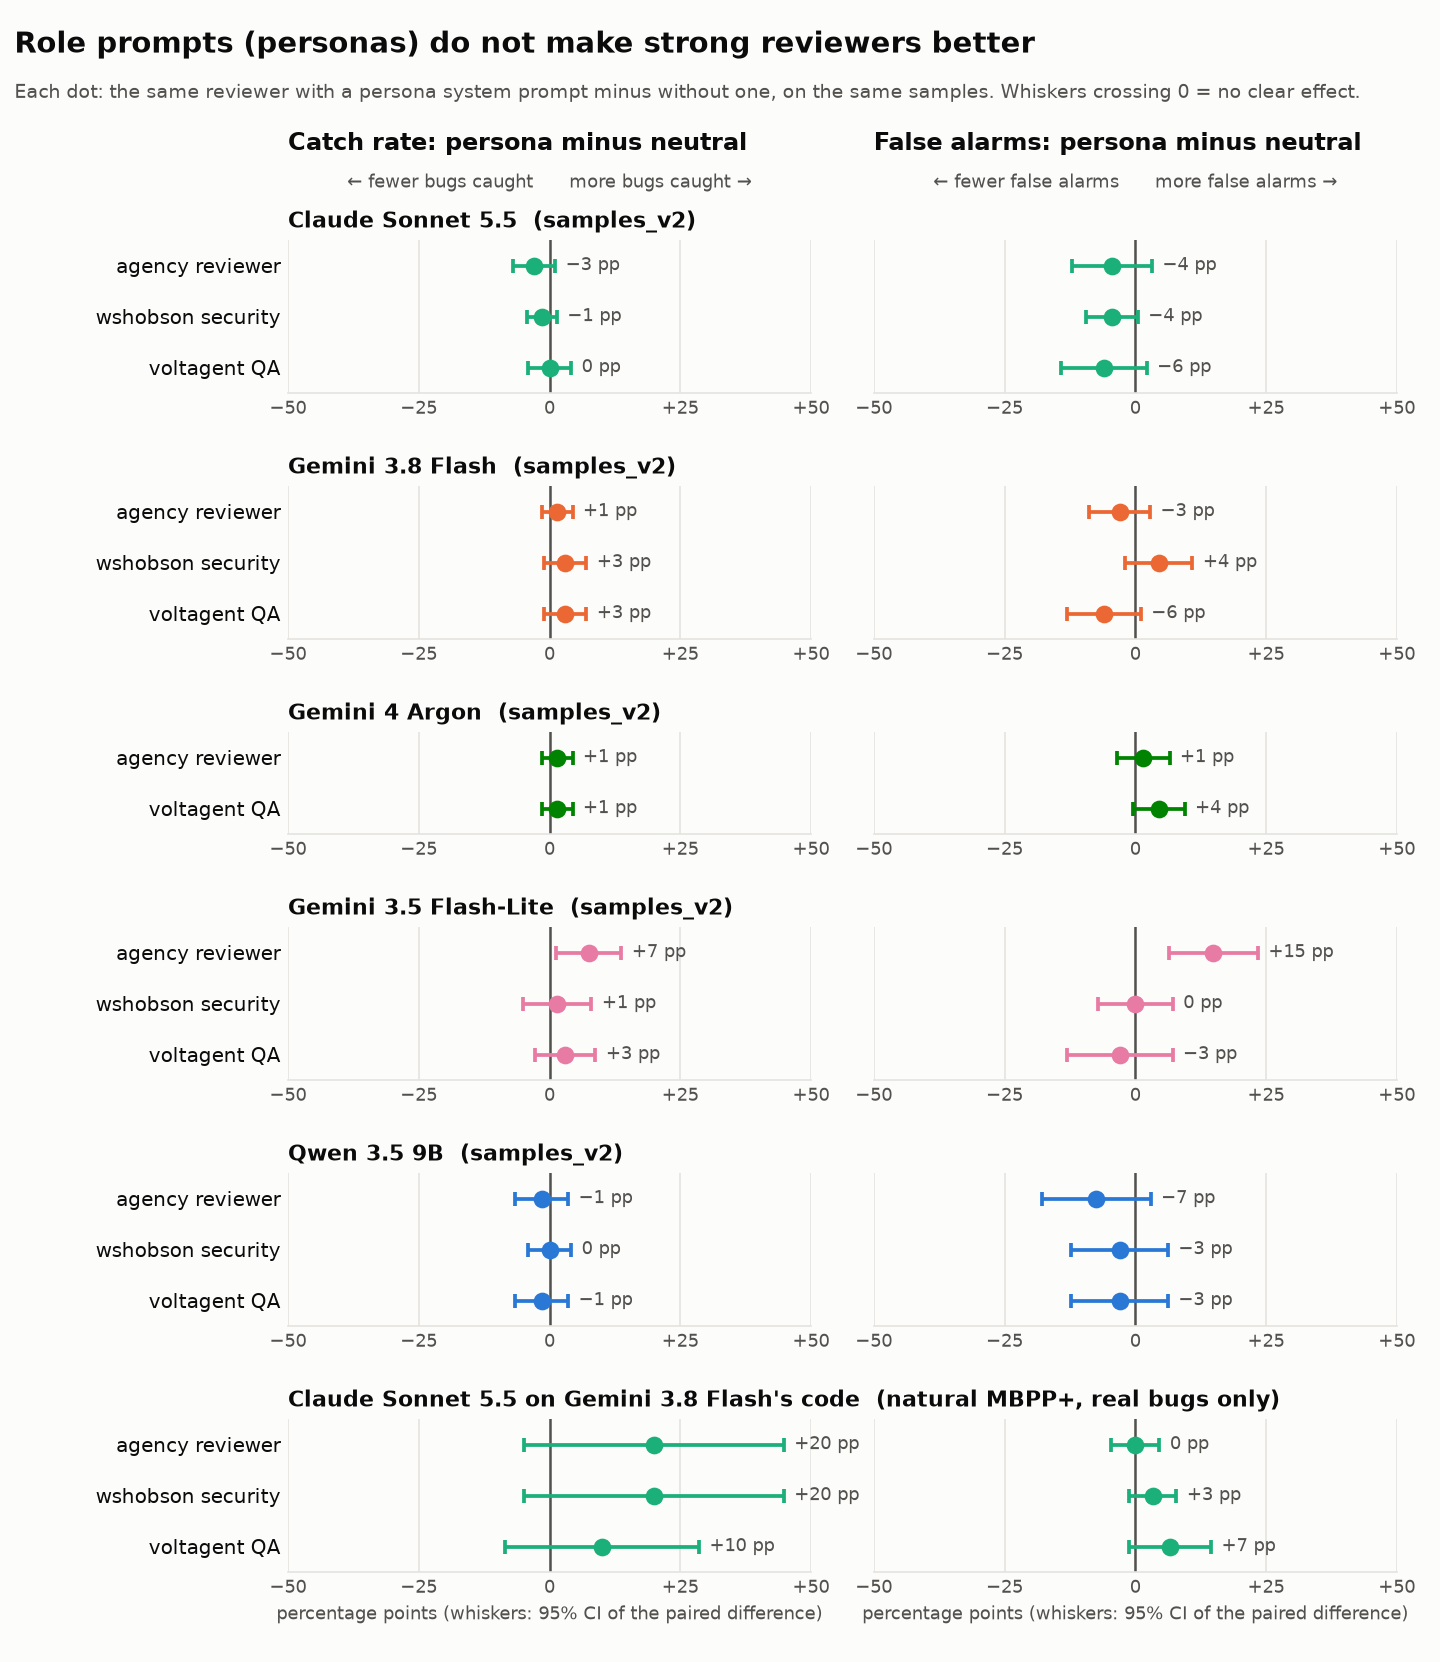 Role prompts (personas) do not make strong reviewers better
Each dot: the same reviewer with a persona system prompt minus without one, on the same samples. Whiskers crossing 0 = no clear effect.
Catch rate: persona minus neutral
False alarms: persona minus neutral
← fewer bugs caught more bugs caught →
← fewer false alarms more false alarms →
Claude Sonnet 5.5 (samples_v2)
agency reviewer −3 pp −4 pp
wshobson security −1 pp −4 pp
voltagent QA 0 pp −6 pp
−50 −25 0 +25 +50 −50 −25 0 +25 +50
Gemini 3.8 Flash (samples_v2)
agency reviewer +1 pp −3 pp
wshobson security +3 pp +4 pp
voltagent QA +3 pp −6 pp
−50 −25 0 +25 +50 −50 −25 0 +25 +50
Gemini 4 Argon (samples_v2)
agency reviewer +1 pp +1 pp
voltagent QA +1 pp +4 pp
−50 −25 0 +25 +50 −50 −25 0 +25 +50
Gemini 3.5 Flash-Lite (samples_v2)
agency reviewer +7 pp +15 pp
wshobson security +1 pp 0 pp
voltagent QA +3 pp −3 pp
−50 −25 0 +25 +50 −50 −25 0 +25 +50
Qwen 3.5 9B (samples_v2)
agency reviewer −1 pp −7 pp
wshobson security 0 pp −3 pp
voltagent QA −1 pp −3 pp
−50 −25 0 +25 +50 −50 −25 0 +25 +50
Claude Sonnet 5.5 on Gemini 3.8 Flash's code (natural MBPP+, real bugs only)
agency reviewer +20 pp 0 pp
wshobson security +20 pp +3 pp
voltagent QA +10 pp +7 pp
−50 −25 0 +25 +50 −50 −25 0 +25 +50
percentage points (whiskers: 95% CI of the paired difference) percentage points (whiskers: 95% CI of the paired difference)